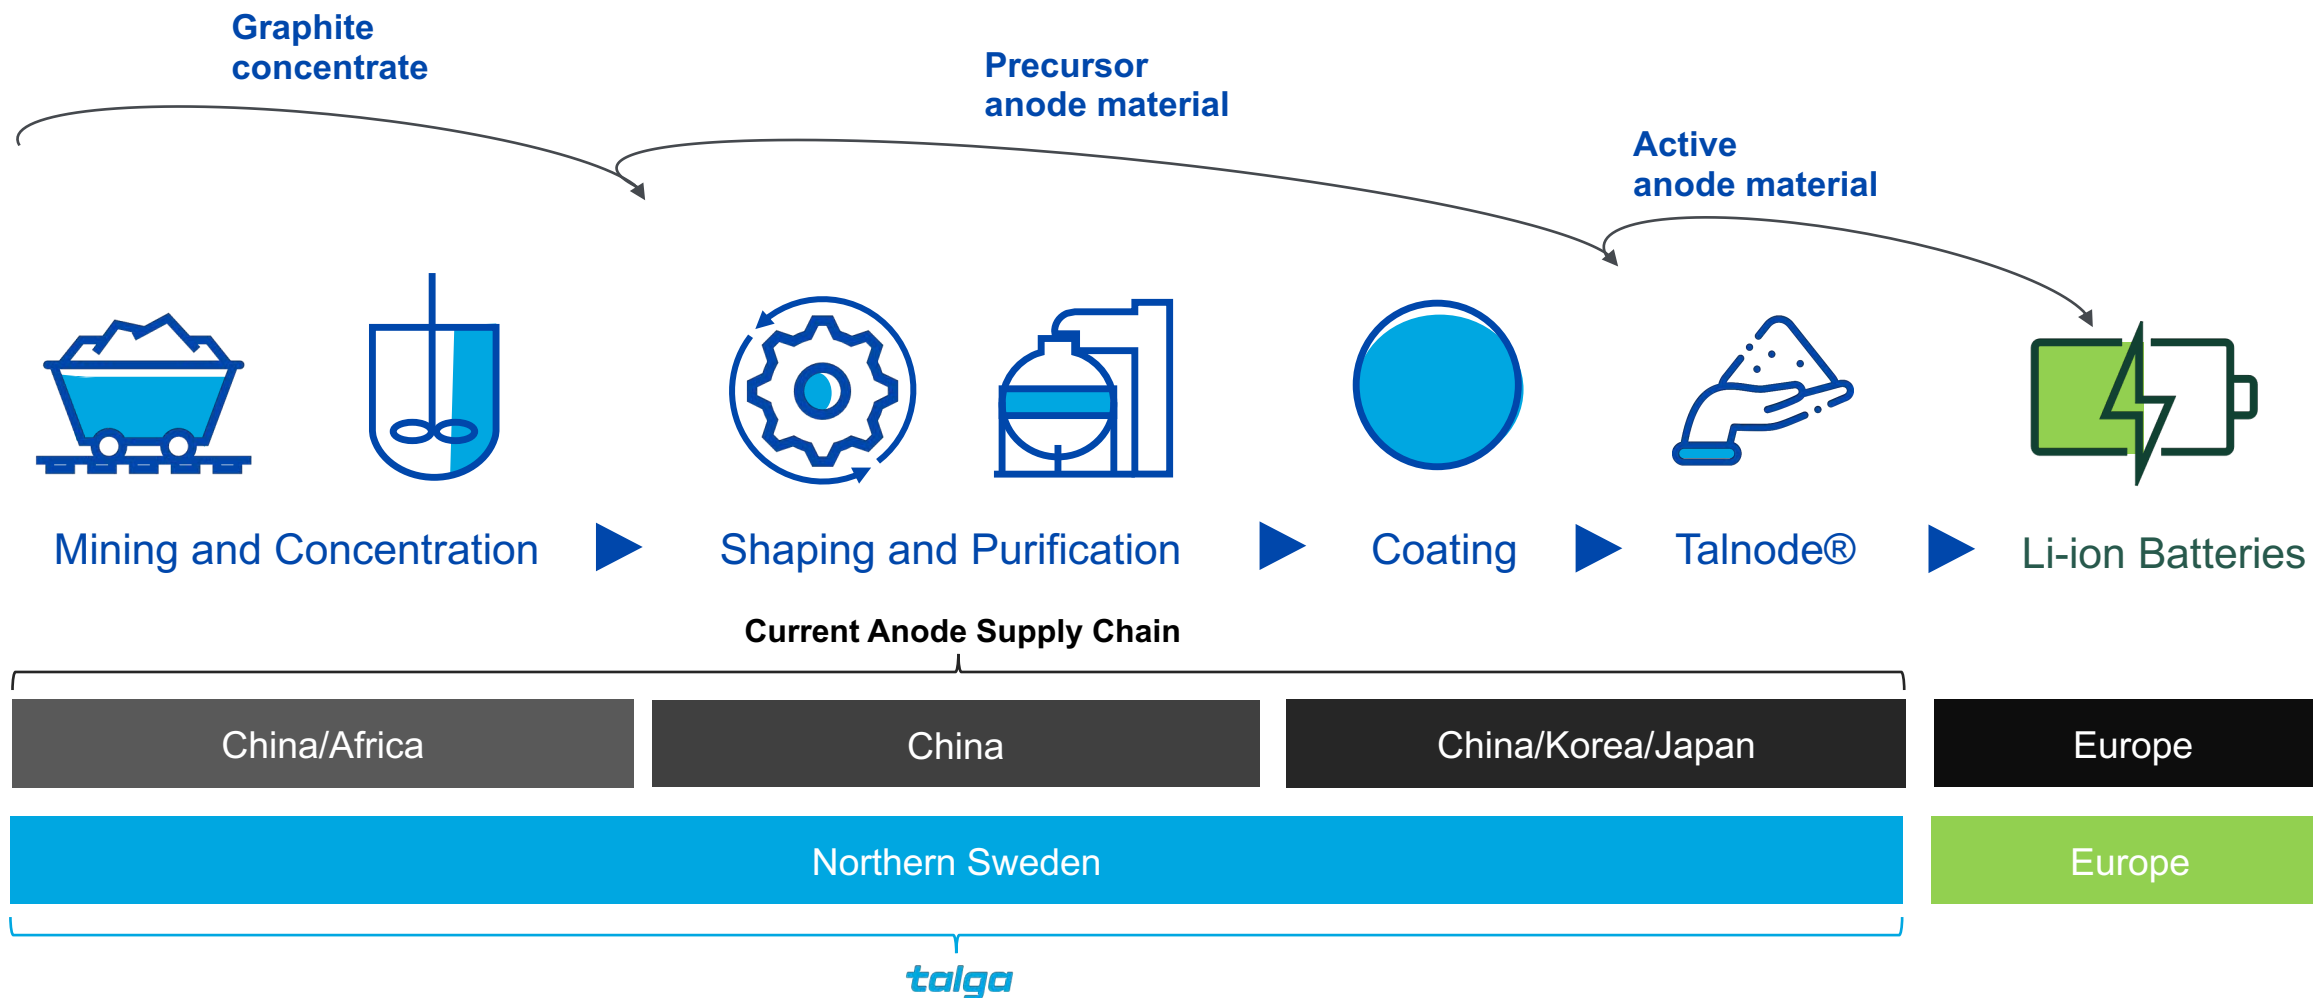 Graphite
concentrate
Precursor
anode material
Active
anode material
Mining and Concentration
Shaping and Purification
Coating
Talnode®
Li-ion Batteries
Current Anode Supply Chain
China/Africa
China
China/Korea/Japan
Europe
Northern Sweden
Europe
talga